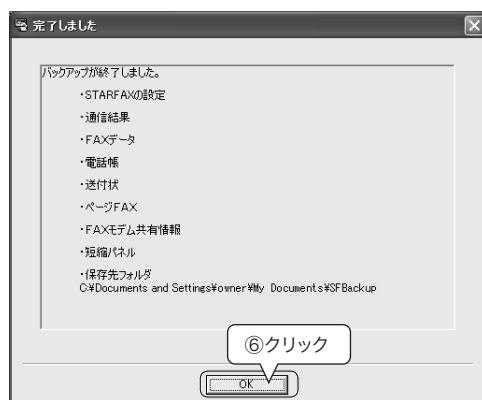 完了しました
バックアップが終了しました。
・STARFAXの設定
・通信結果
・FAXデータ
・電話帳
・送付状
・ページFAX
・FAXモデム共有情報
・短縮パネル
・保存先フォルダ
C:¥Documents and Settings¥owner¥My Documents¥SFBackup
⑥クリック
OK